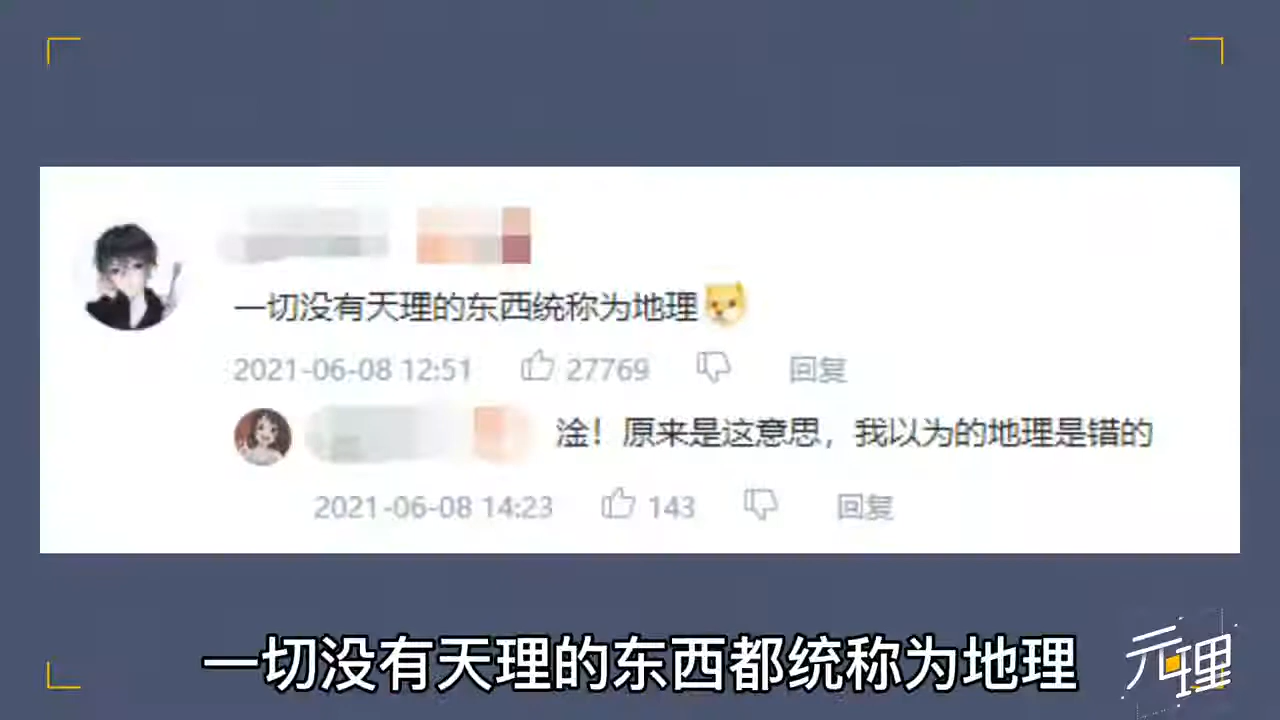 一切没有天理的东西统称为地理
2021-06-08 12:51 27769 回复
淦！原来是这意思，我以为的地理是错的
2021-06-08 14:23 143 回复
一切没有天理的东西都统称为地理
元理